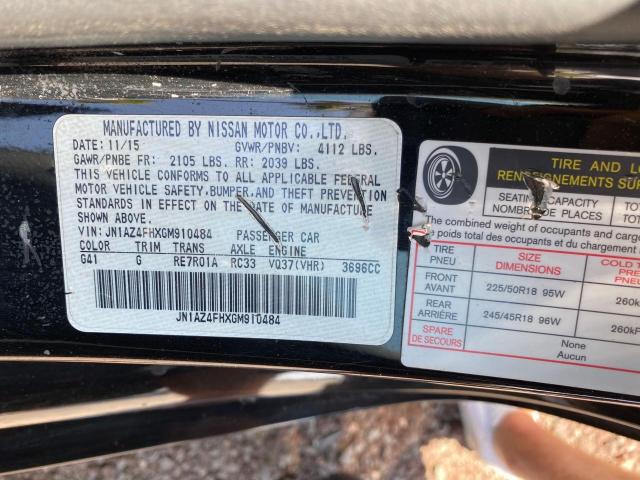 MANUFACTURED BY NISSAN MOTOR CO.,LTD.
DATE: 11/15 GVWR/PNBV: 4112 LBS.
GAWR/PNBE FR: 2105 LBS. RR: 2039 LBS.
THIS VEHICLE CONFORMS TO ALL APPLICABLE FEDERAL
MOTOR VEHICLE SAFETY, BUMPER, AND THEFT PREVENTION
STANDARDS IN EFFECT ON THE DATE OF MANUFACTURE
SHOWN ABOVE.
VIN: JN1AZ4FHXGM910484 PASSENGER CAR
COLOR TRIM TRANS AXLE ENGINE
G41 G RE7R01A RC33 VQ37(VHR) 3696CC
JN1AZ4FHXGM910484
TIRE AND
RENSEIGNEMENTS
SEATING CAPACITY
NOMBRE DE PLACES
The combined weight of occupants and
poids total des occupants et du chargement
TIRE SIZE COLD
PNEU DIMENSIONS
FRONT
AVANT 225/50R18 95W
REAR
ARRIÈRE 245/45R18 96W
SPARE None
DE SECOURS Aucun